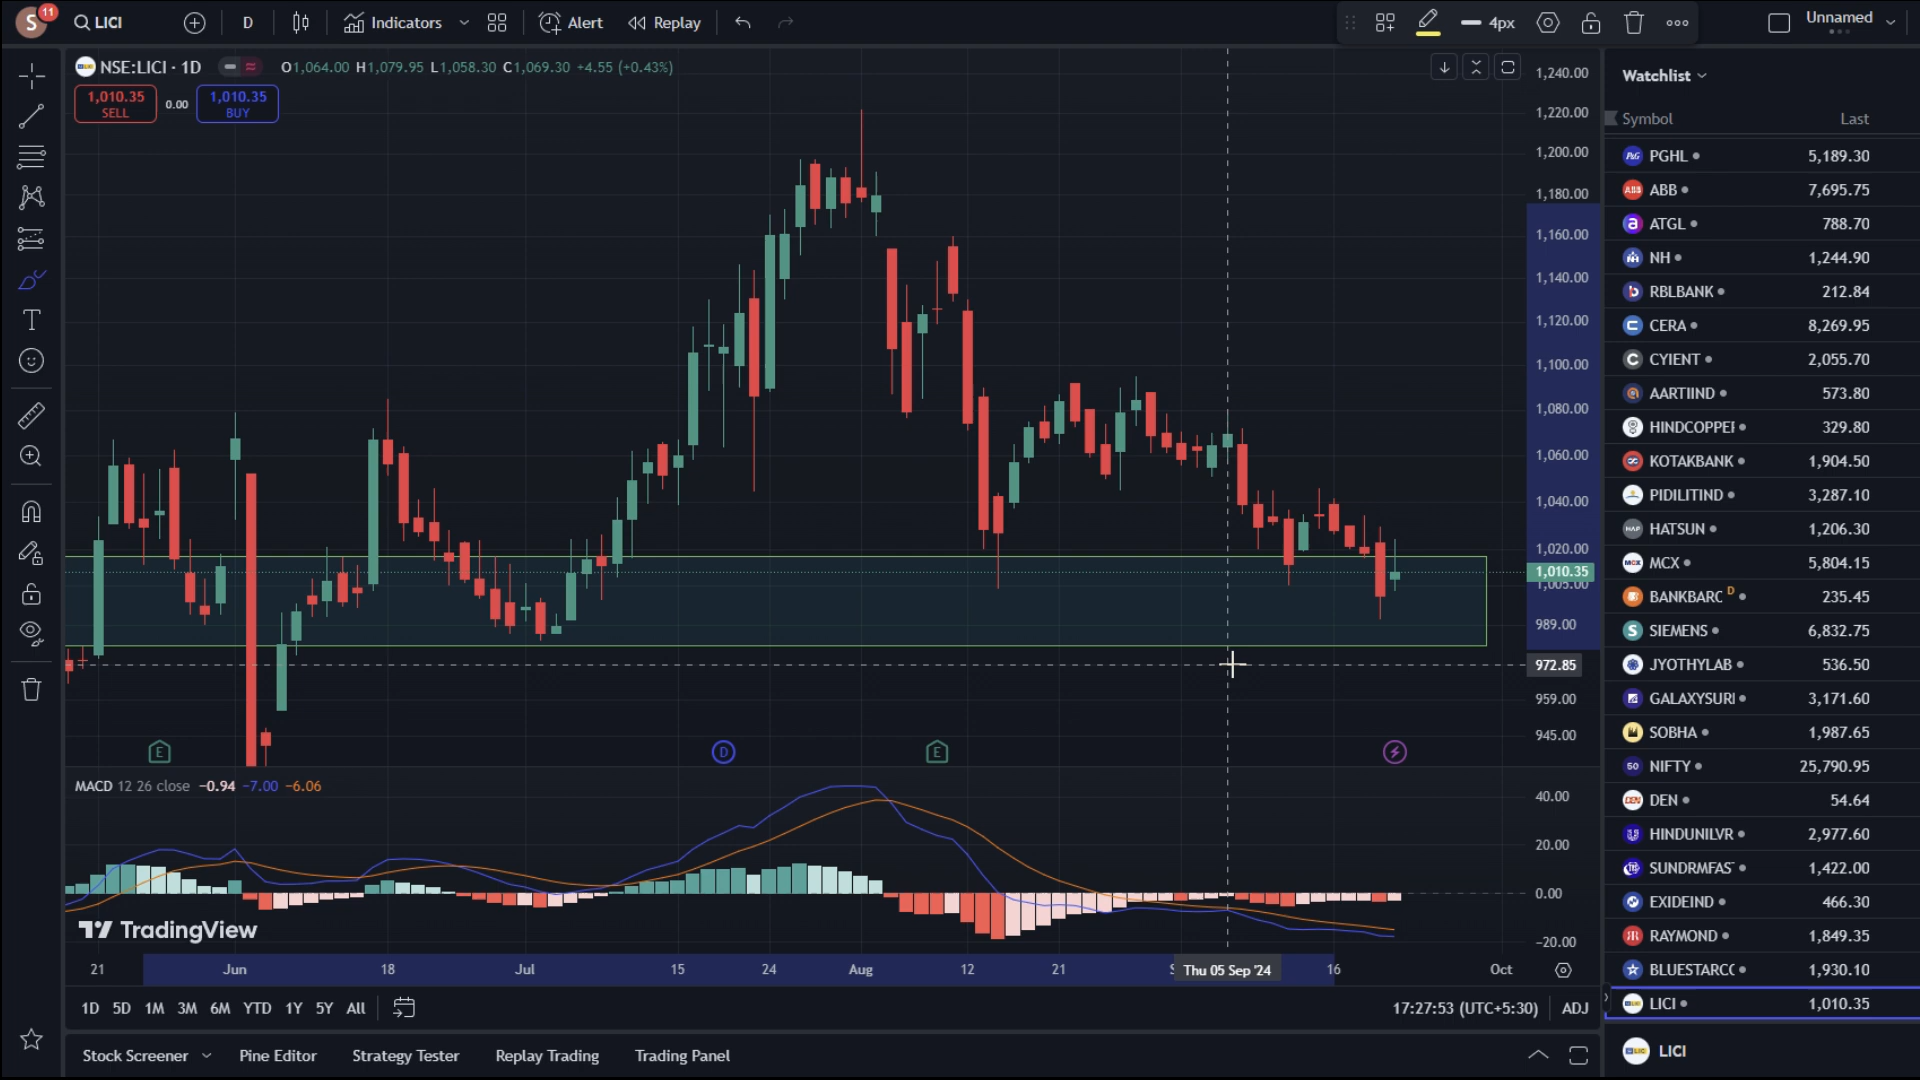 S 11 LICI D Indicators Alert Replay 4px Unnamed
NSE:LICI · 1D O1,064.00 H1,079.95 L1,058.30 C1,069.30 +4.55 (+0.43%)
1,010.35 SELL 0.00 1,010.35 BUY
1,240.00
1,220.00
1,200.00
1,180.00
1,160.00
1,140.00
1,120.00
1,100.00
1,080.00
1,060.00
1,040.00
1,020.00
1,010.35
1,005.00
989.00
972.85
959.00
945.00
E D E
MACD 12 26 close −0.94 −7.00 −6.06
40.00
20.00
0.00
−20.00
TradingView
21 Jun 18 Jul 15 24 Aug 12 21 Thu 05 Sep '24 16 Oct
1D 5D 1M 3M 6M YTD 1Y 5Y All 17:27:53 (UTC+5:30) ADJ
Stock Screener Pine Editor Strategy Tester Replay Trading Trading Panel
Watchlist
Symbol Last
PGHL 5,189.30
ABB 7,695.75
ATGL 788.70
NH 1,244.90
RBLBANK 212.84
CERA 8,269.95
CYIENT 2,055.70
AARTIIND 573.80
HINDCOPPER 329.80
KOTAKBANK 1,904.50
PIDILITIND 3,287.10
HATSUN 1,206.30
MCX 5,804.15
BANKBARO D 235.45
SIEMENS 6,832.75
JYOTHYLAB 536.50
GALAXYSUR 3,171.60
SOBHA 1,987.65
50 NIFTY 25,790.95
DEN 54.64
HINDUNILVR 2,977.60
SUNDRMFAST 1,422.00
EXIDEIND 466.30
RAYMOND 1,849.35
BLUESTARCO 1,930.10
LICI 1,010.35
LICI